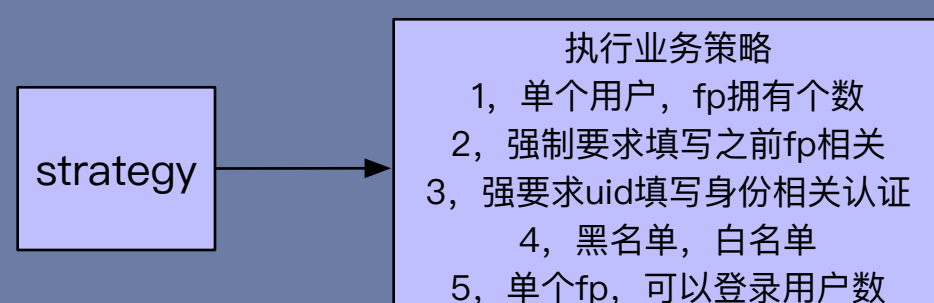 strategy
执行业务策略
1，单个用户，fp拥有个数
2，强制要求填写之前fp相关
3，强要求uid填写身份相关认证
4，黑名单，白名单
5，单个fp，可以登录用户数